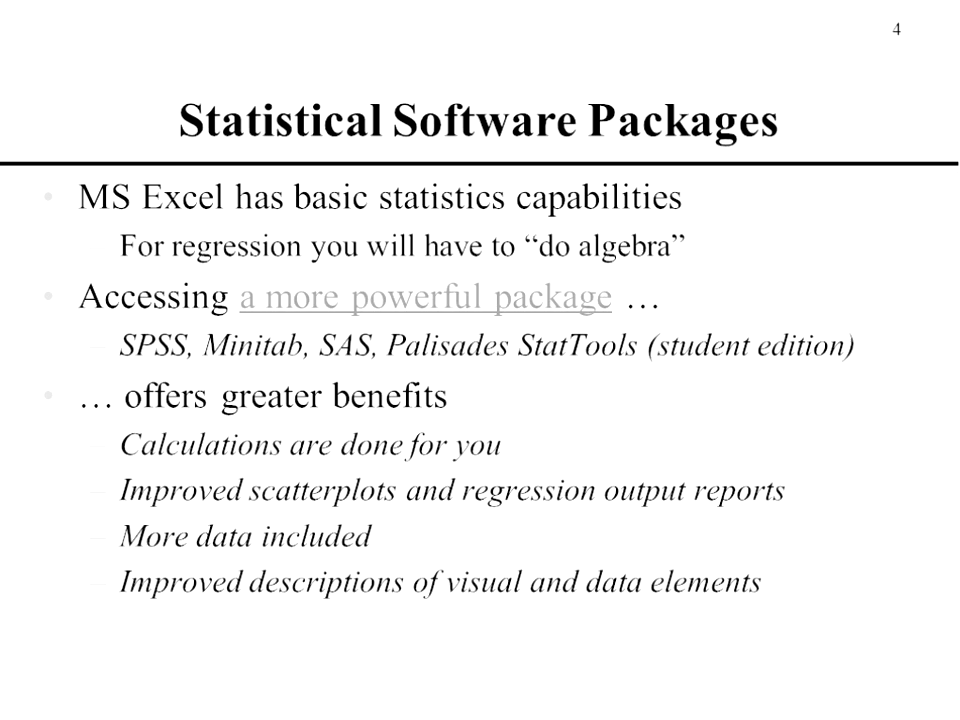 4
Statistical Software Packages
• MS Excel has basic statistics capabilities
For regression you will have to “do algebra”
• Accessing a more powerful package …
– SPSS, Minitab, SAS, Palisades StatTools (student edition)
• … offers greater benefits
– Calculations are done for you
– Improved scatterplots and regression output reports
– More data included
– Improved descriptions of visual and data elements